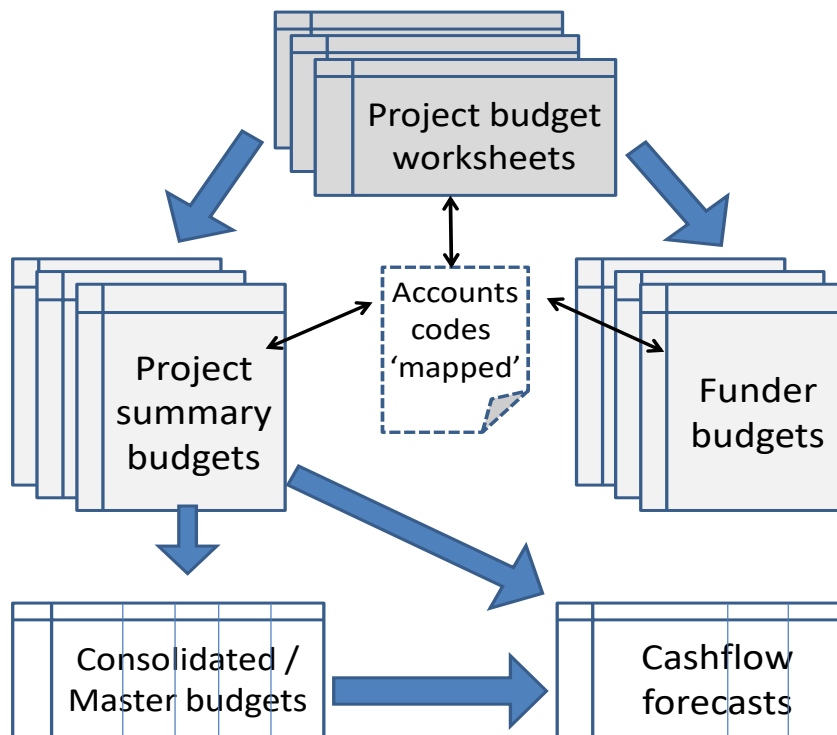 Project budget
worksheets
Accounts
codes
‘mapped’
Project
summary
budgets
Funder
budgets
Consolidated /
Master budgets
Cashflow
forecasts